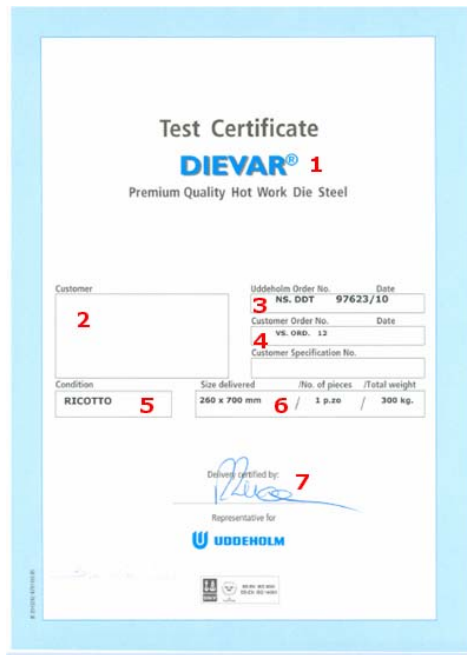 Test Certificate
DIEVAR® 1
Premium Quality Hot Work Die Steel
Customer
2
Uddeholm Order No. Date
3 NS. DDT 97623/10
Customer Order No. Date
4 VS. ORD. 12
Customer Specification No.
Condition
RICOTTO 5
Size delivered /No. of pieces /Total weight
260 x 700 mm 6 / 1 p.zo / 300 kg.
Delivery certified by: 7
Representative for
UDDEHOLM